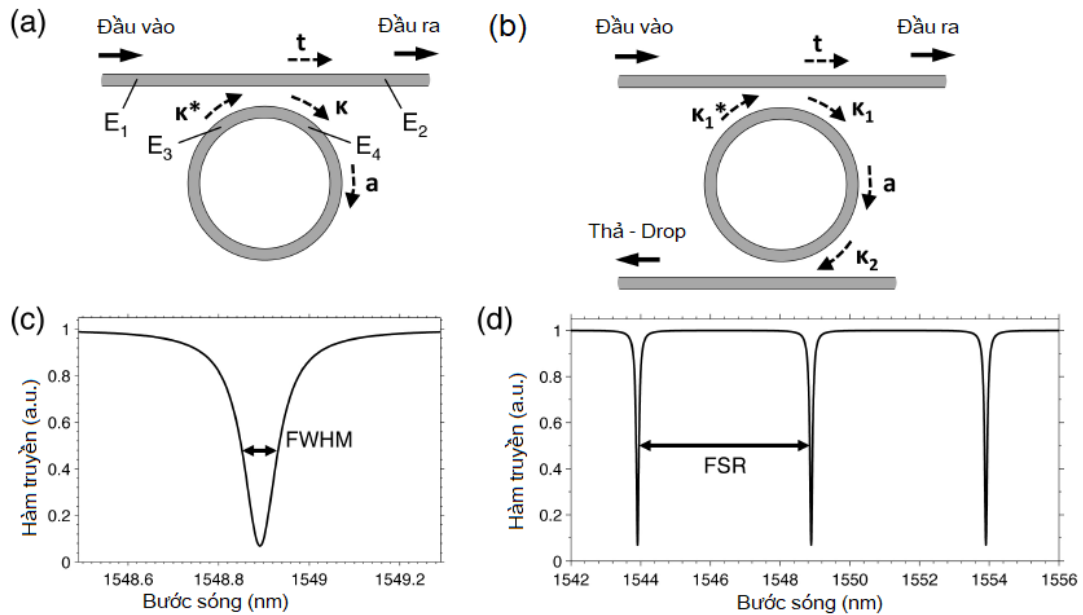 (a)
Đầu vào
Đầu ra
t
κ*
κ
E1
E2
E3
E4
a
(b)
Đầu vào
Đầu ra
t
κ1*
κ1
a
Thả - Drop
κ2
(c)
1
0.8
0.6
0.4
0.2
0
Hàm truyền (a.u.)
FWHM
1548.6
1548.8
1549
1549.2
Bước sóng (nm)
(d)
1
0.8
0.6
0.4
0.2
0
Hàm truyền (a.u.)
FSR
1542
1544
1546
1548
1550
1552
1554
1556
Bước sóng (nm)